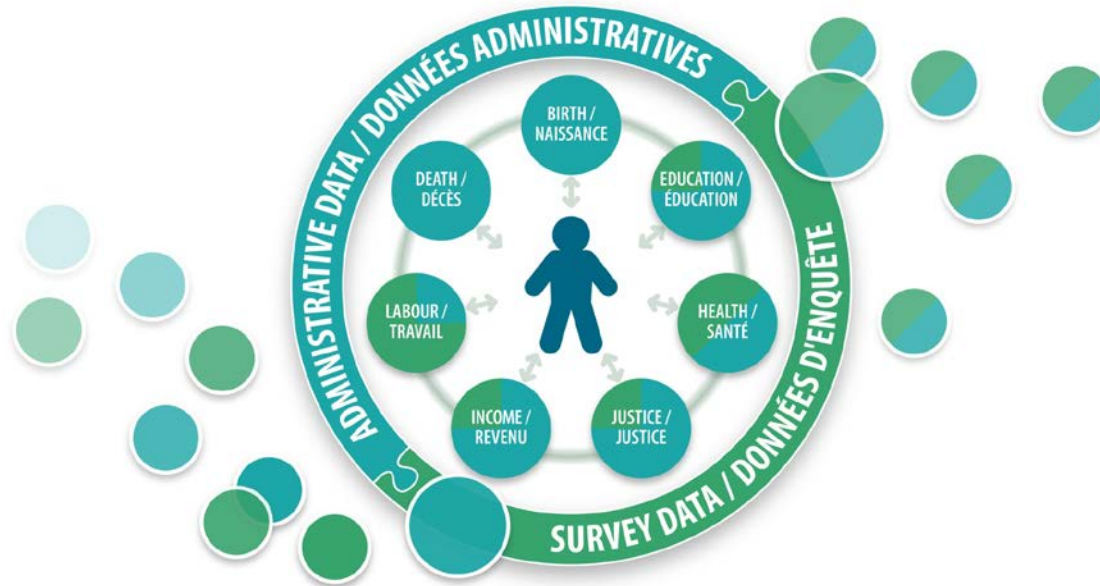 ADMINISTRATIVE DATA / DONNÉES ADMINISTRATIVES
BIRTH /
NAISSANCE
DEATH /
DÉCÈS
EDUCATION /
ÉDUCATION
LABOUR /
TRAVAIL
HEALTH /
SANTÉ
INCOME /
REVENU
JUSTICE /
JUSTICE
SURVEY DATA / DONNÉES D'ENQUÊTE